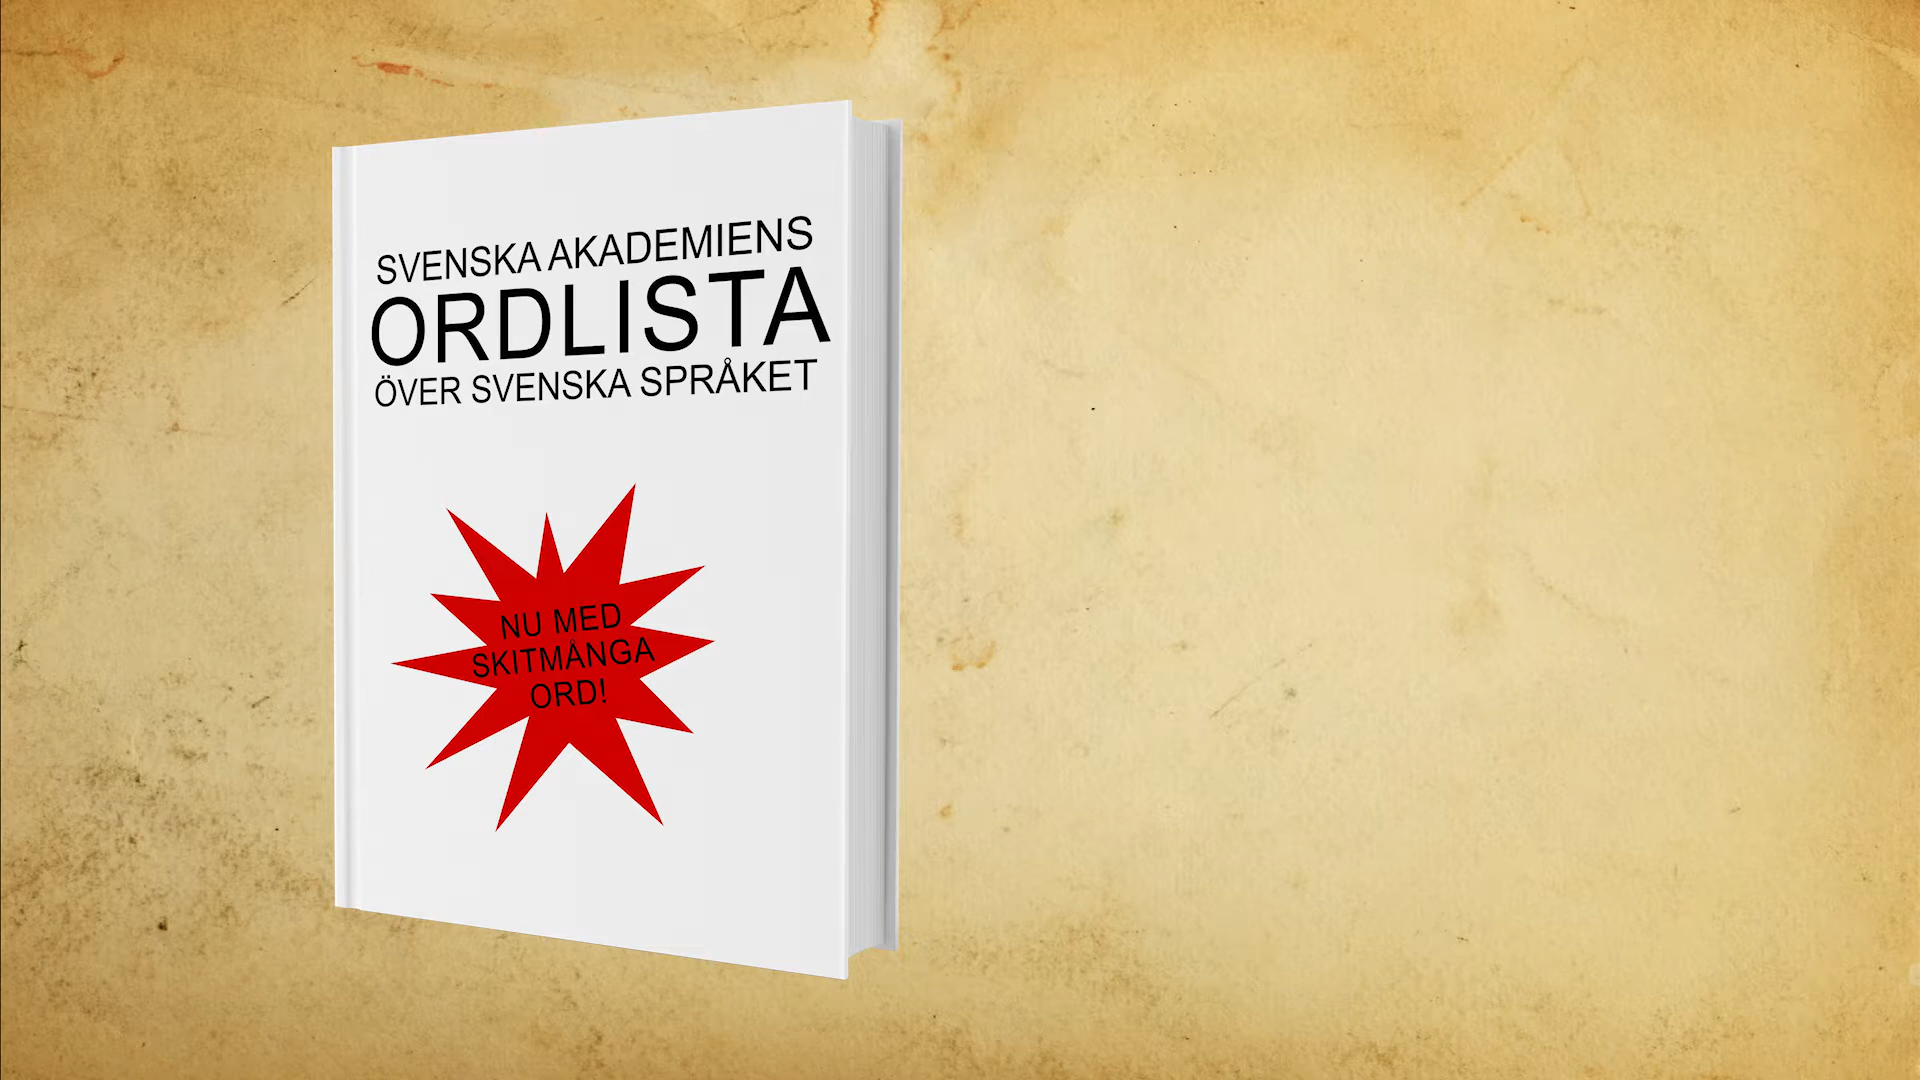 SVENSKA AKADEMIENS
ORDLISTA
ÖVER SVENSKA SPRÅKET
NU MED
SKITMÅNGA
ORD!